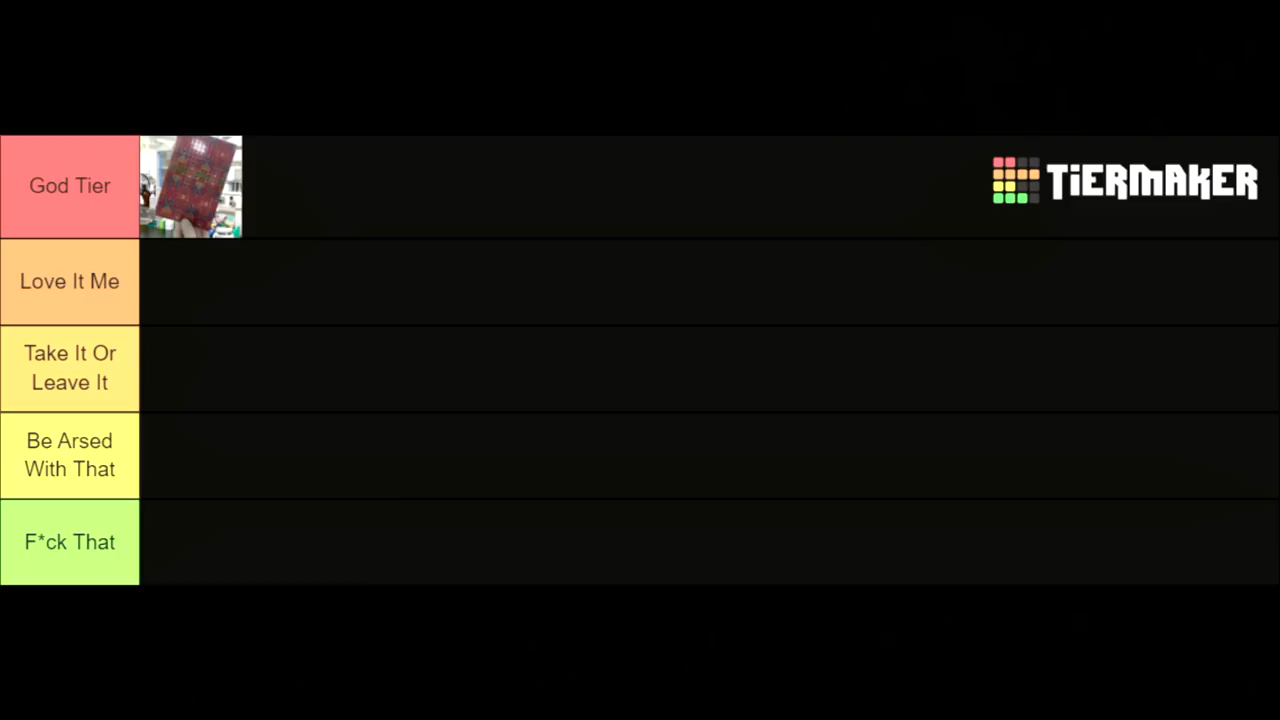 God Tier
TiERMAKER
Love It Me
Take It Or
Leave It
Be Arsed
With That
F*ck That